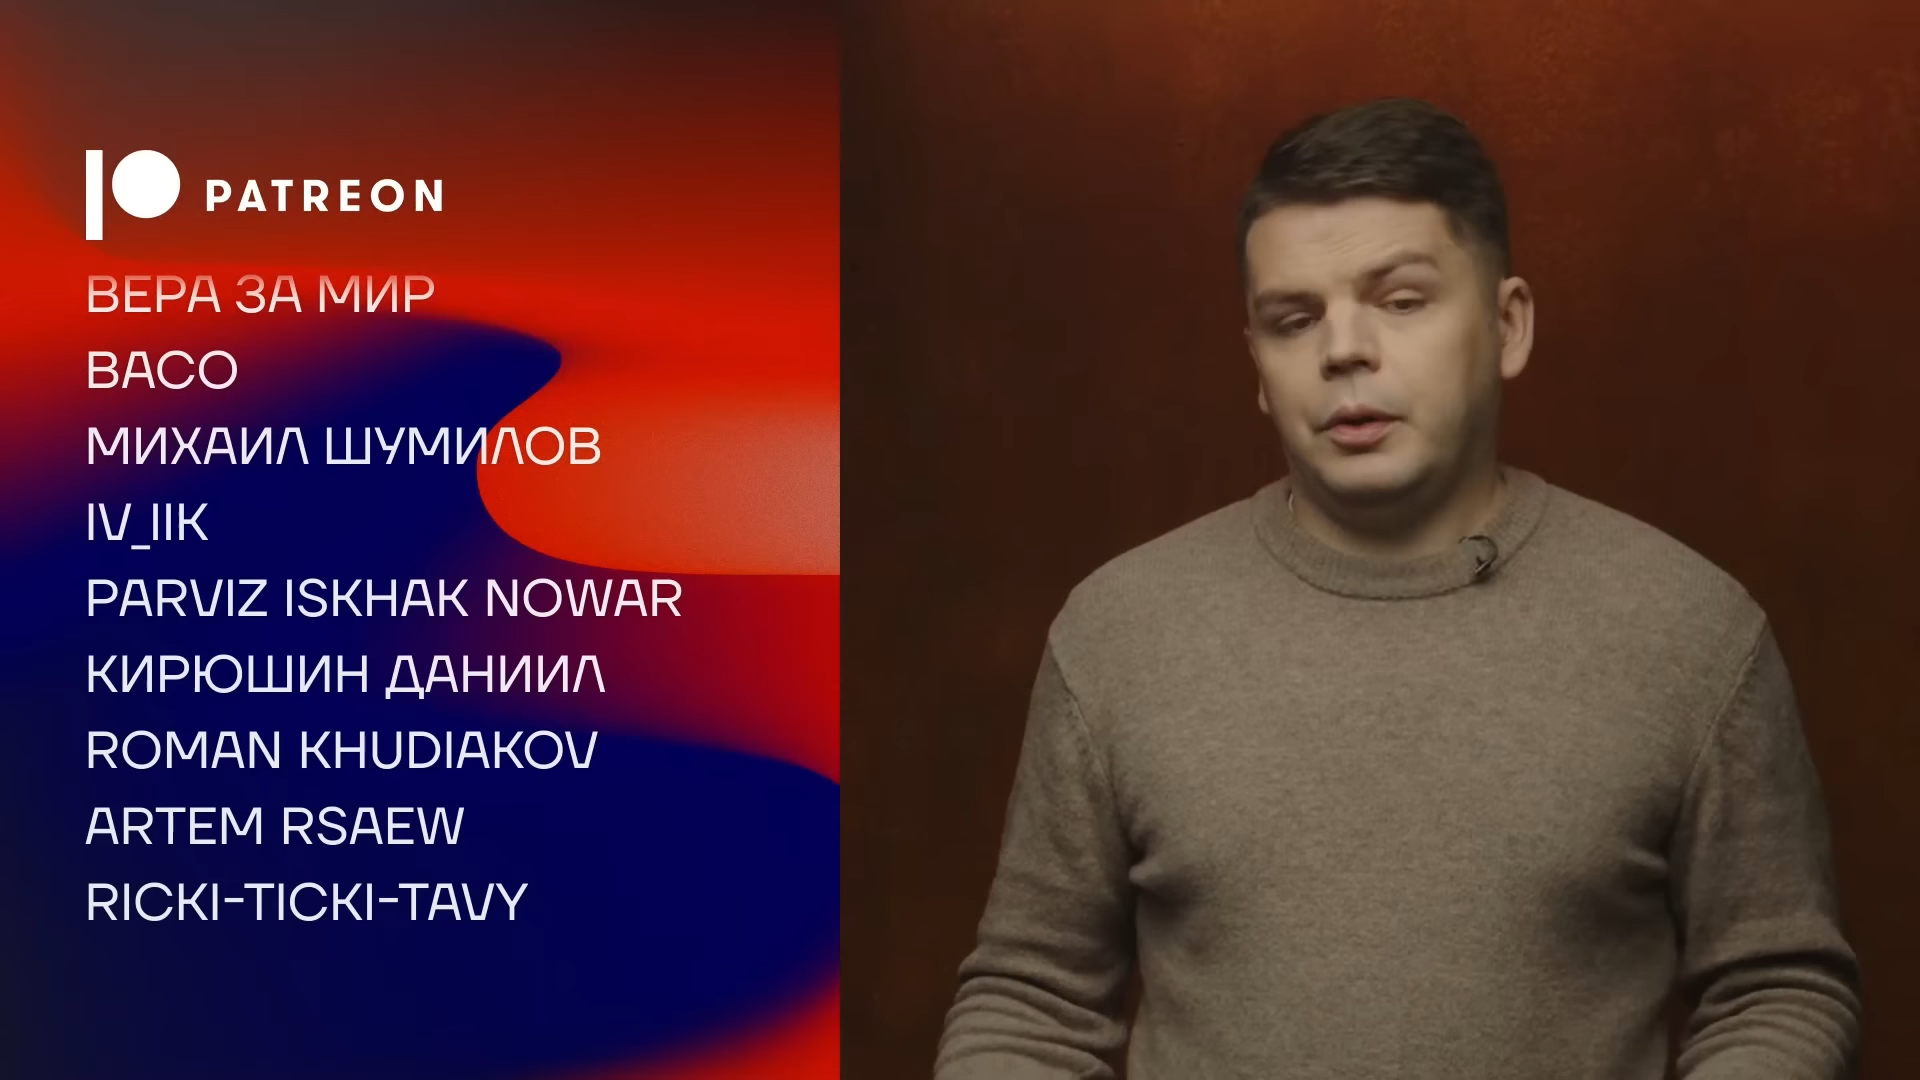 PATREON
ВЕРА ЗА МИР
ВАСО
МИХАИЛ ШУМИЛОВ
IV_IIK
PARVIZ ISKHAK NOWAR
КИРЮШИН ДАНИИЛ
ROMAN KHUDIAKOV
ARTEM RSAEW
RICKI-TICKI-TAVY